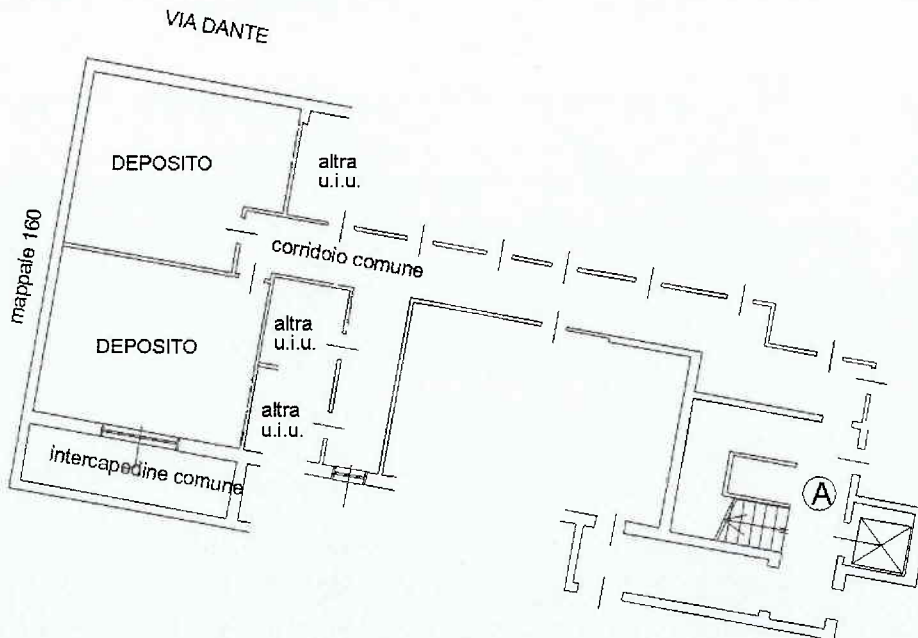 VIA DANTE
DEPOSITO
altra
u.i.u.
mappale 160
corridoio comune
DEPOSITO
altra
u.i.u.
altra
u.i.u.
intercapedine comune
A